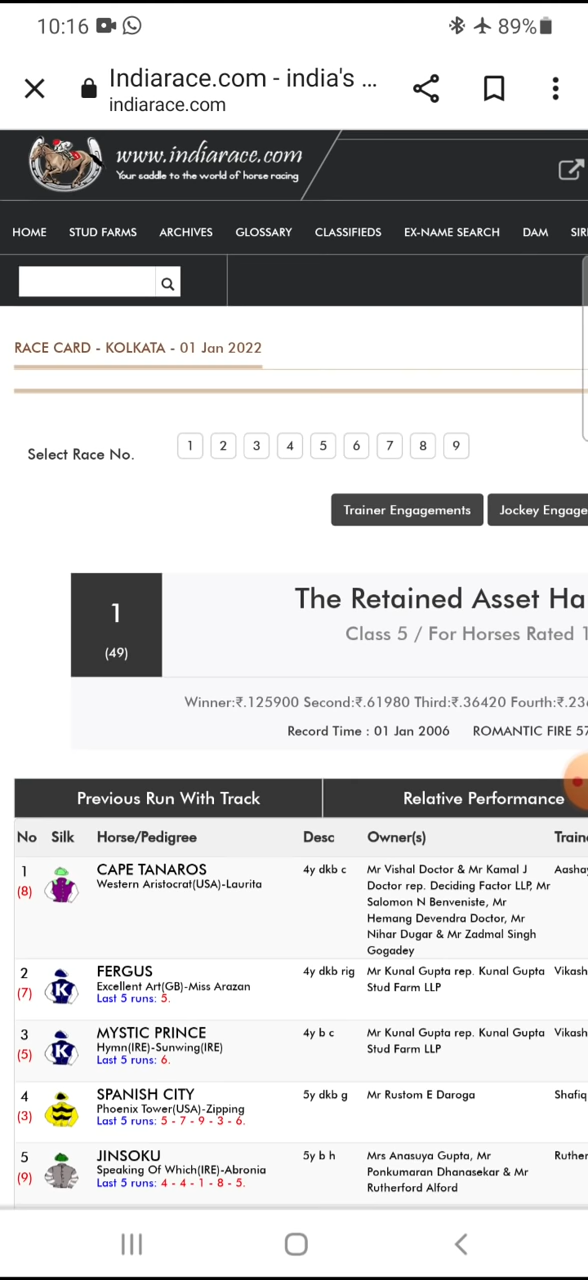 10:16
89%
Indiarace.com - india's ...
indiarace.com
www.indiarace.com
Your saddle to the world of horse racing
HOME STUD FARMS ARCHIVES GLOSSARY CLASSIFIEDS EX-NAME SEARCH DAM SIR
RACE CARD - KOLKATA - 01 Jan 2022
Select Race No. 1 2 3 4 5 6 7 8 9
Trainer Engagements Jockey Engage
1
(49)
The Retained Asset Ha
Class 5 / For Horses Rated 1
Winner:₹.125900 Second:₹.61980 Third:₹.36420 Fourth:₹.23
Record Time : 01 Jan 2006 ROMANTIC FIRE 57
Previous Run With Track Relative Performance
No Silk Horse/Pedigree Desc Owner(s) Traine
1 CAPE TANAROS 4y dkb c Mr Vishal Doctor & Mr Kamal J Aasha
(8) Western Aristocrat(USA)-Laurita Doctor rep. Deciding Factor LLP, Mr
Salomon N Benveniste, Mr
Hemang Devendra Doctor, Mr
Nihar Dugar & Mr Zadmal Singh
Gogadey
2 FERGUS 4y dkb rig Mr Kunal Gupta rep. Kunal Gupta Vikash
(7) K Excellent Art(GB)-Miss Arazan Stud Farm LLP
Last 5 runs: 5.
3 MYSTIC PRINCE 4y b c Mr Kunal Gupta rep. Kunal Gupta Vikash
(5) K Hymn(IRE)-Sunwing(IRE) Stud Farm LLP
Last 5 runs: 6.
4 SPANISH CITY 5y dkb g Mr Rustom E Daroga Shafiq
(3) Phoenix Tower(USA)-Zipping
Last 5 runs: 5 - 7 - 9 - 3 - 6.
5 JINSOKU 5y b h Mrs Anasuya Gupta, Mr Ruther
(9) Speaking Of Which(IRE)-Abronia Ponkumaran Dhanasekar & Mr
Last 5 runs: 4 - 4 - 1 - 8 - 5. Rutherford Alford